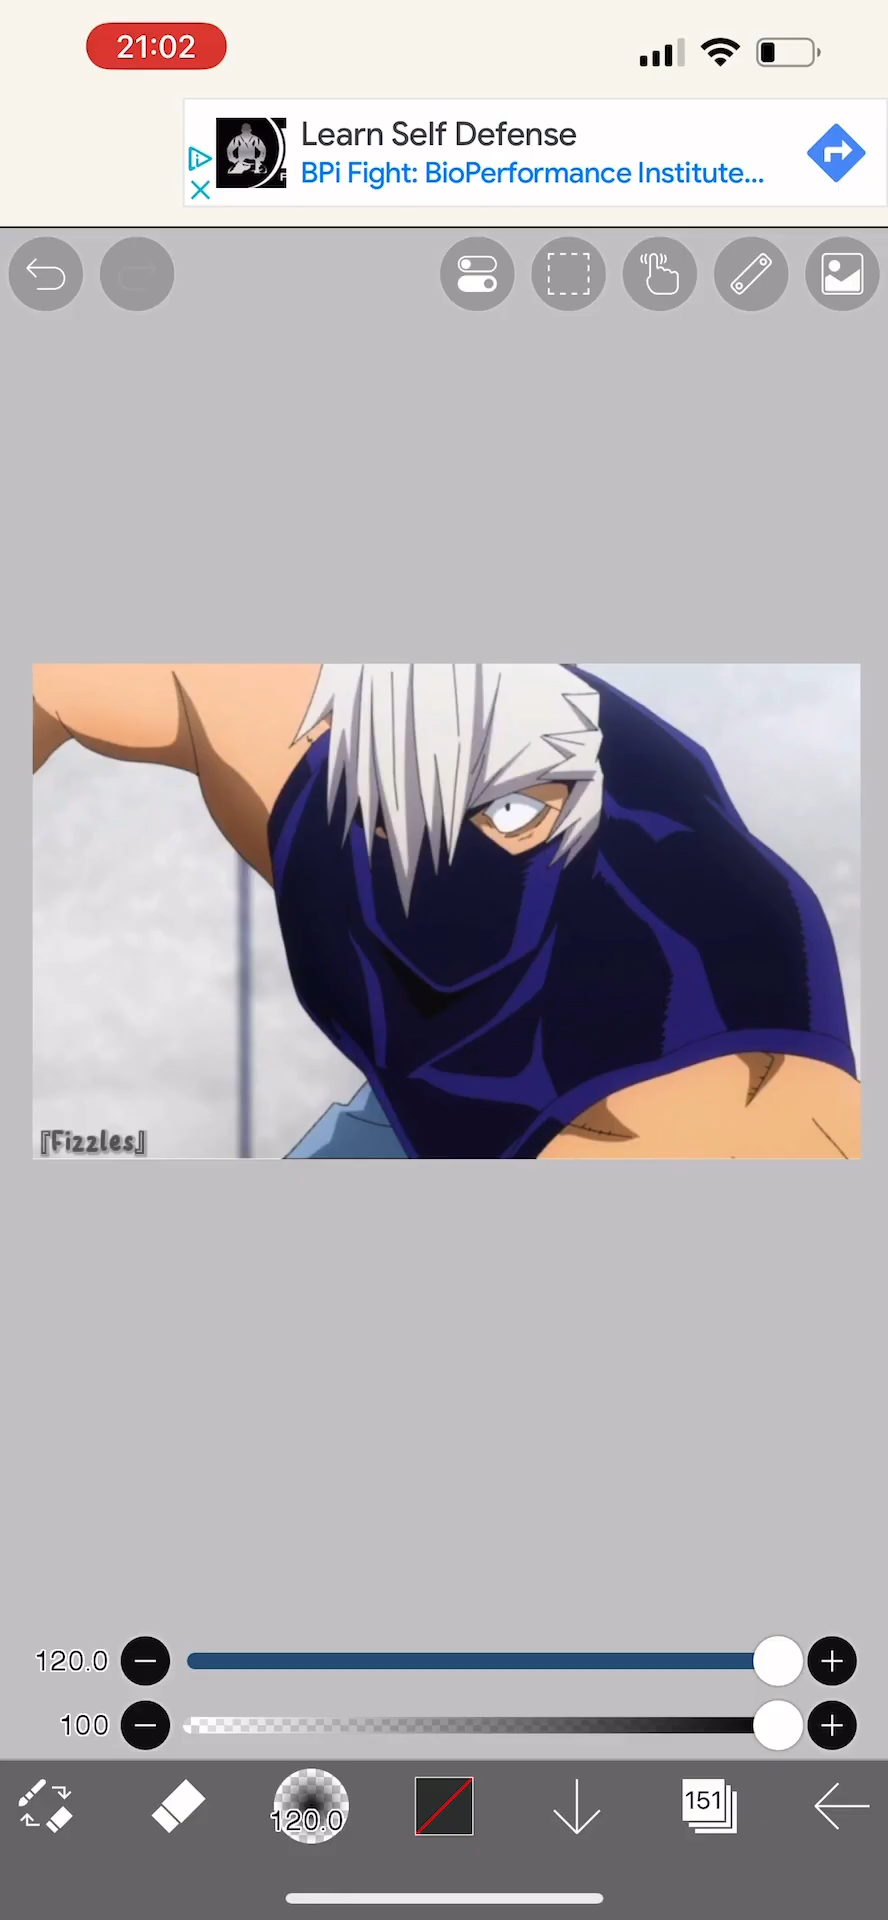 21:02
Learn Self Defense
BPi Fight: BioPerformance Institute...
『Fizzles』
120.0
100
120.0
151